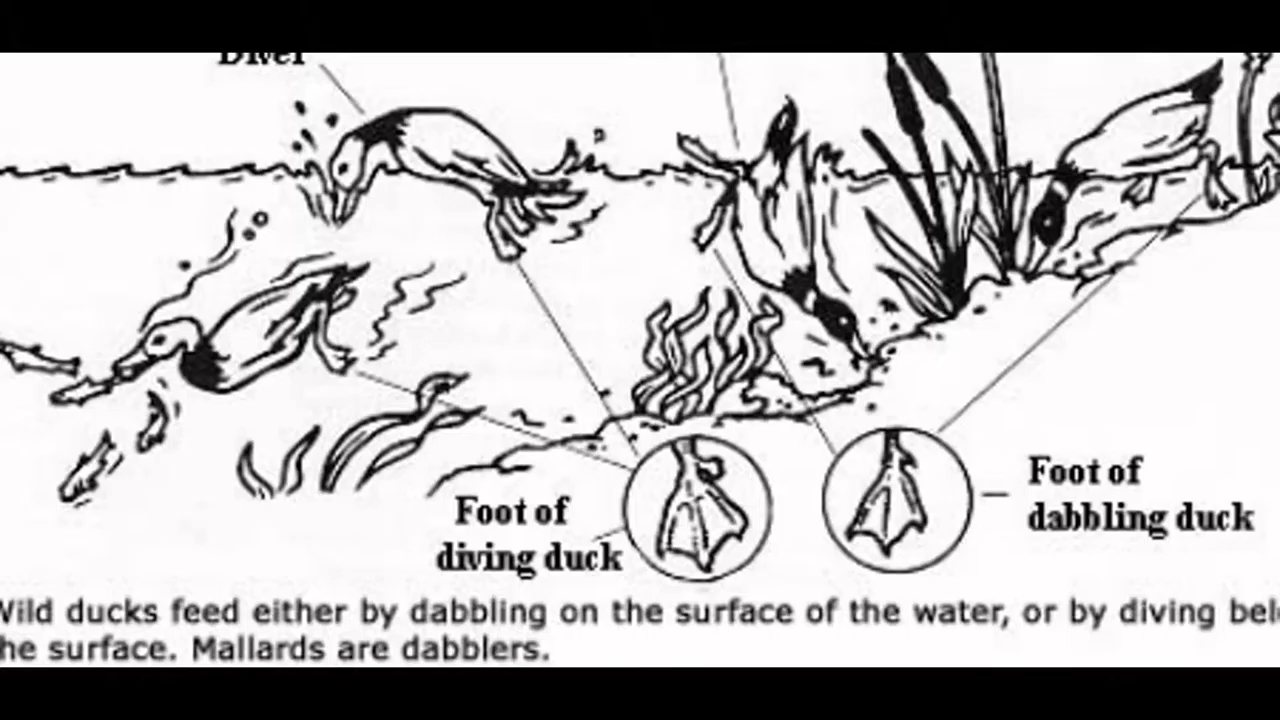 Diver
Foot of
diving duck
Foot of
dabbling duck
Wild ducks feed either by dabbling on the surface of the water, or by diving bel
he surface. Mallards are dabblers.